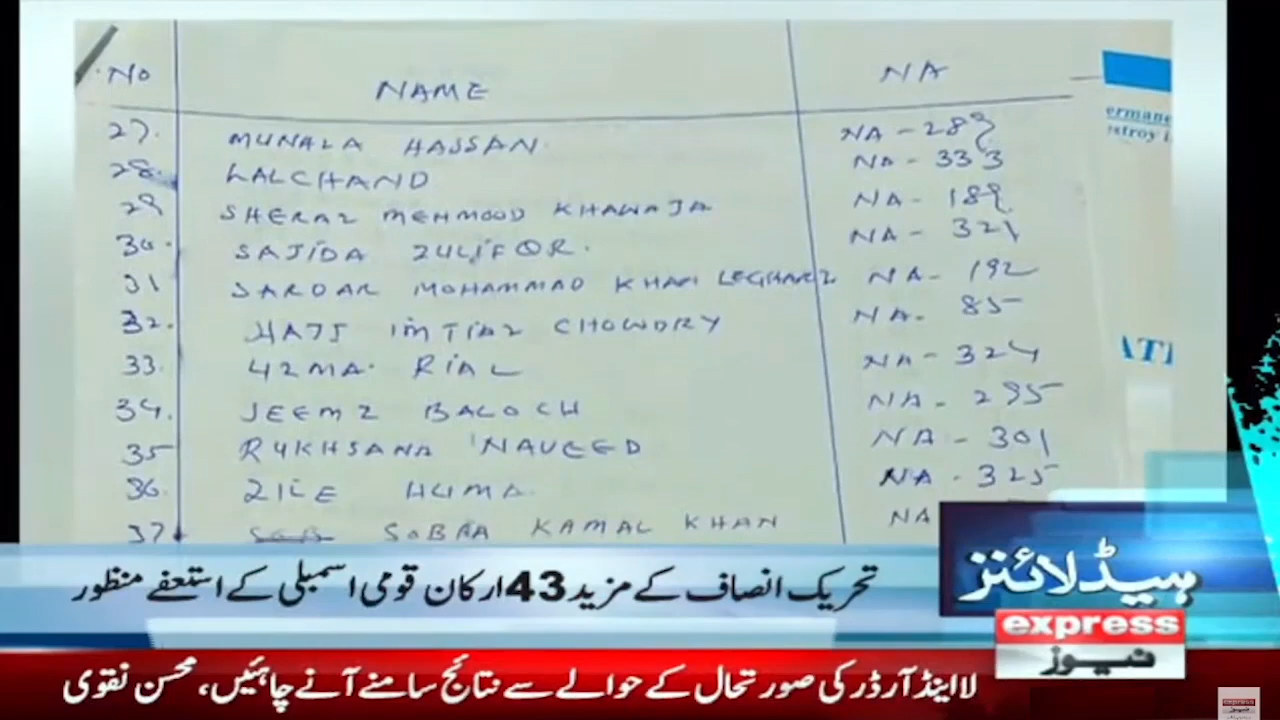 No NAME NA
27. MUNAZA HASSAN NA - 289
28. LALCHAND NA - 333
29 SHERAZ MEHMOOD KHAWAJA NA - 189
30. SAJIDA ZULIFQR. NA - 321
31 SARDAR MOHAMMAD KHAN LEGHARI NA - 192
32. HAJI IMTIAZ CHOWDRY NA - 85
33. UZMA RIAZ NA - 324
34. JEEMZ BALOCH NA - 295
35 RUKHSANA NAVEED NA - 301
36. ZILE HUMA NA - 325
37 SOBIA KAMAL KHAN NA
تحریک انصاف کے مزید 43 ارکان قومی اسمبلی کے استعفے منظور
ہیڈلائنز
express
نیوز
لا اینڈ آرڈر کی صورتحال کے حوالے سے نتائج سامنے آنے چاہئیں، محسن نقوی